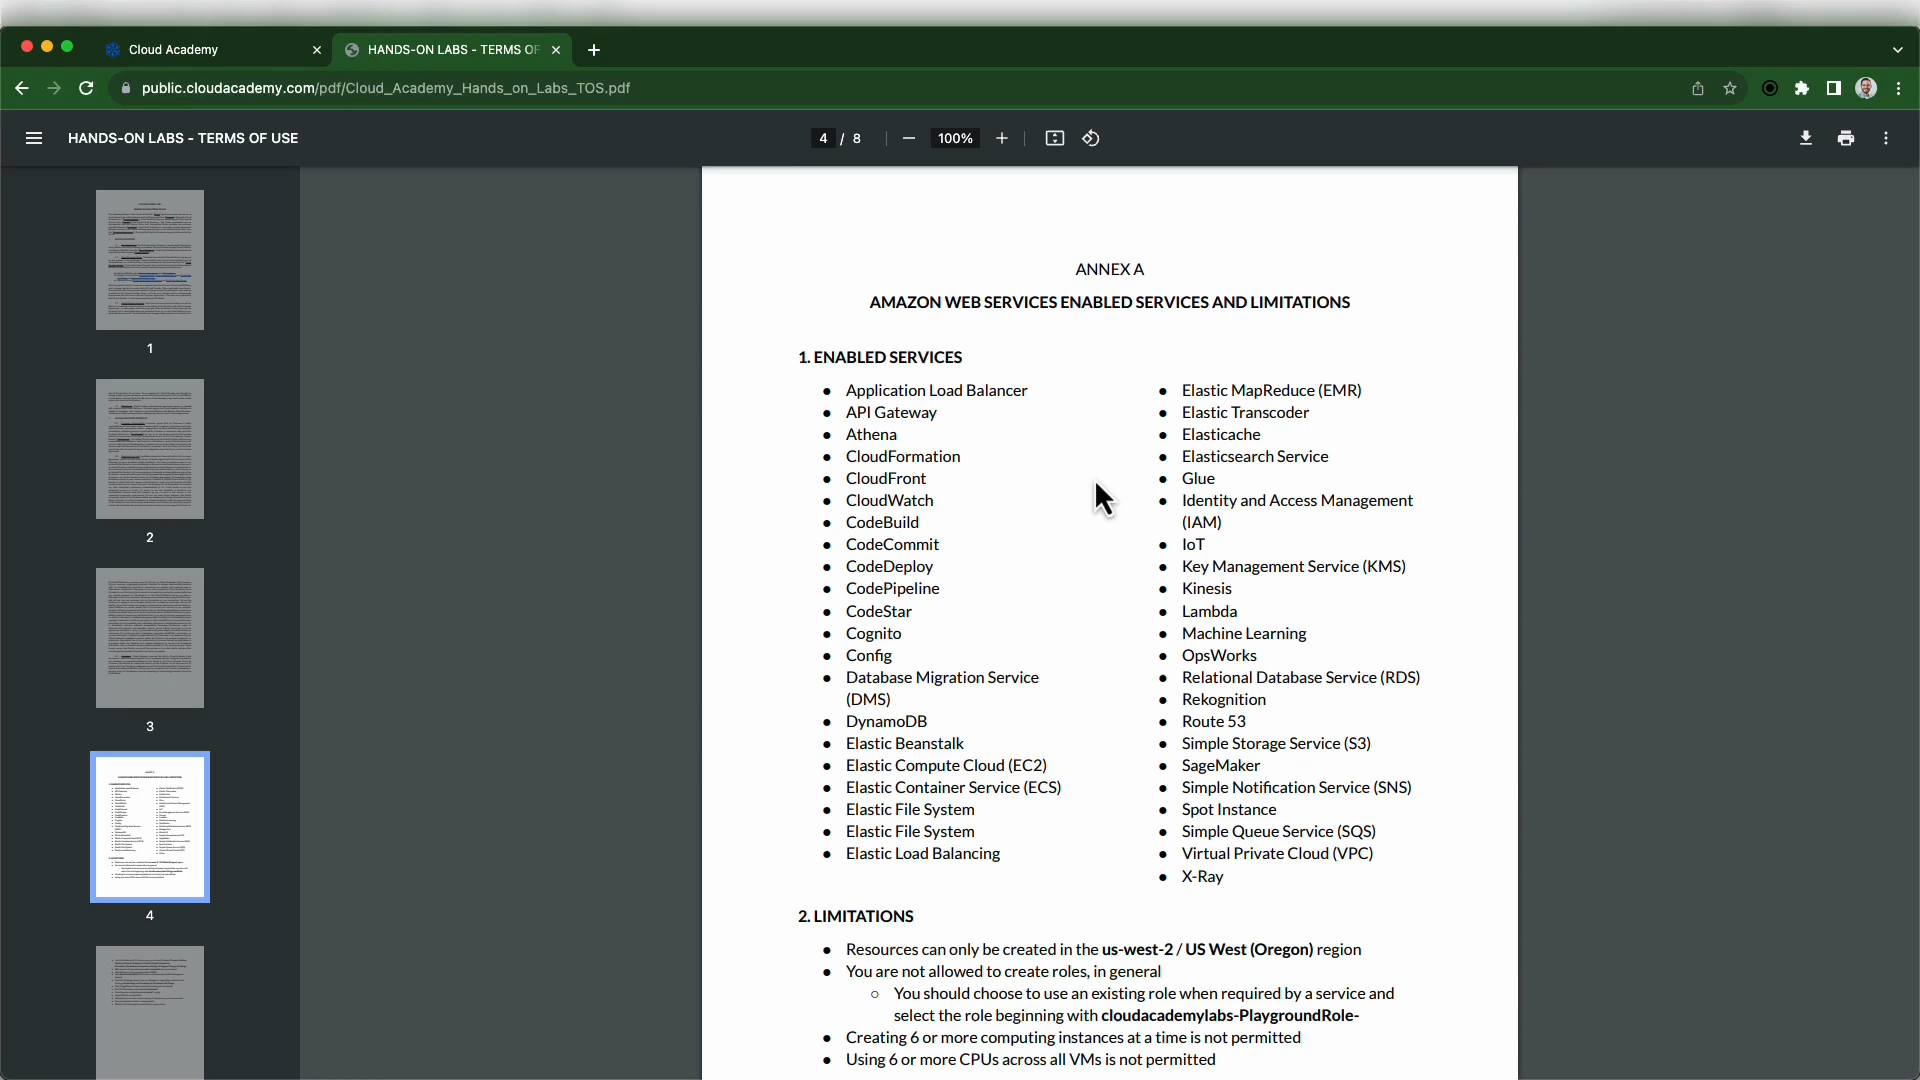 Cloud Academy
HANDS-ON LABS - TERMS OF
public.cloudacademy.com/pdf/Cloud_Academy_Hands_on_Labs_TOS.pdf
HANDS-ON LABS - TERMS OF USE
4 / 8
100%
1
2
3
4
ANNEX A
AMAZON WEB SERVICES ENABLED SERVICES AND LIMITATIONS
1. ENABLED SERVICES
● Application Load Balancer
● API Gateway
● Athena
● CloudFormation
● CloudFront
● CloudWatch
● CodeBuild
● CodeCommit
● CodeDeploy
● CodePipeline
● CodeStar
● Cognito
● Config
● Database Migration Service
(DMS)
● DynamoDB
● Elastic Beanstalk
● Elastic Compute Cloud (EC2)
● Elastic Container Service (ECS)
● Elastic File System
● Elastic File System
● Elastic Load Balancing
● Elastic MapReduce (EMR)
● Elastic Transcoder
● Elasticache
● Elasticsearch Service
● Glue
● Identity and Access Management
(IAM)
● IoT
● Key Management Service (KMS)
● Kinesis
● Lambda
● Machine Learning
● OpsWorks
● Relational Database Service (RDS)
● Rekognition
● Route 53
● Simple Storage Service (S3)
● SageMaker
● Simple Notification Service (SNS)
● Spot Instance
● Simple Queue Service (SQS)
● Virtual Private Cloud (VPC)
● X-Ray
2. LIMITATIONS
● Resources can only be created in the us-west-2 / US West (Oregon) region
● You are not allowed to create roles, in general
○ You should choose to use an existing role when required by a service and
select the role beginning with cloudacademylabs-PlaygroundRole-
● Creating 6 or more computing instances at a time is not permitted
● Using 6 or more CPUs across all VMs is not permitted